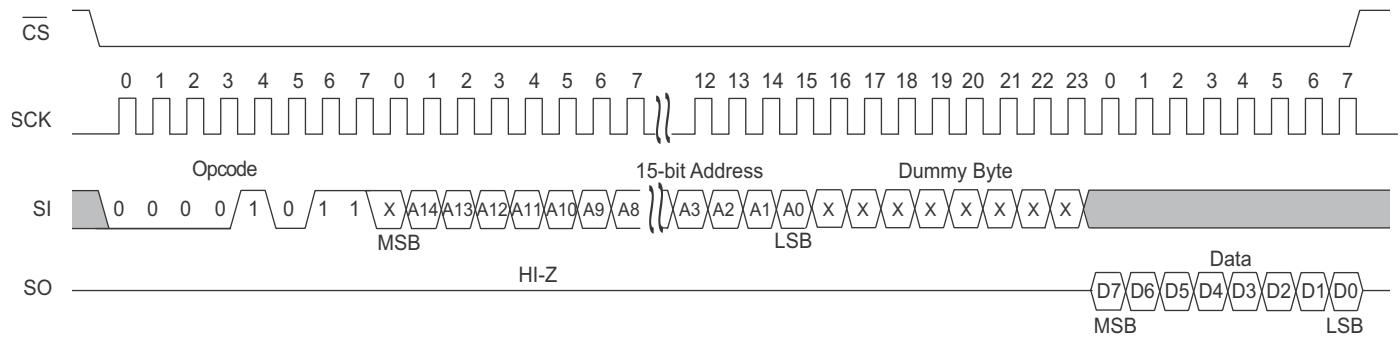 CS
0 1 2 3 4 5 6 7 0 1 2 3 4 5 6 7 12 13 14 15 16 17 18 19 20 21 22 23 0 1 2 3 4 5 6 7
SCK
Opcode 15-bit Address Dummy Byte
SI 0 0 0 0 1 0 1 1 X A14 A13 A12 A11 A10 A9 A8 A3 A2 A1 A0 X X X X X X X X
MSB LSB
HI-Z Data
SO D7 D6 D5 D4 D3 D2 D1 D0
MSB LSB